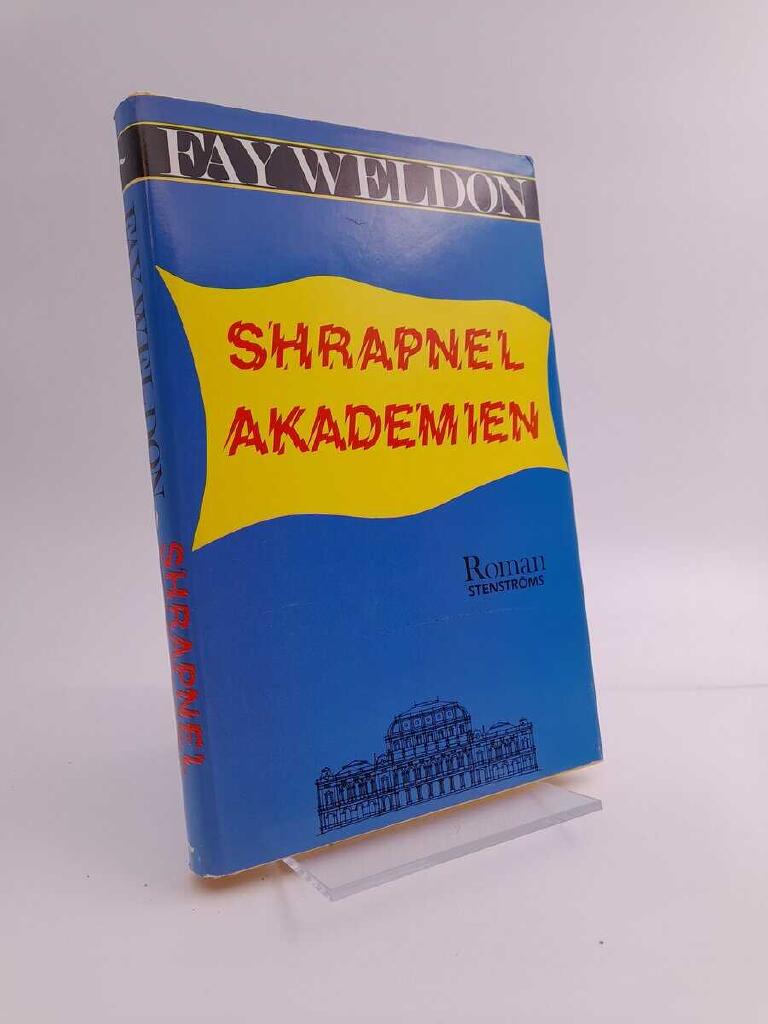 FAY WELDON
SHRAPNEL
AKADEMIEN
Roman
STENSTRÖMS
FAY WELDON
SHRAPNEL